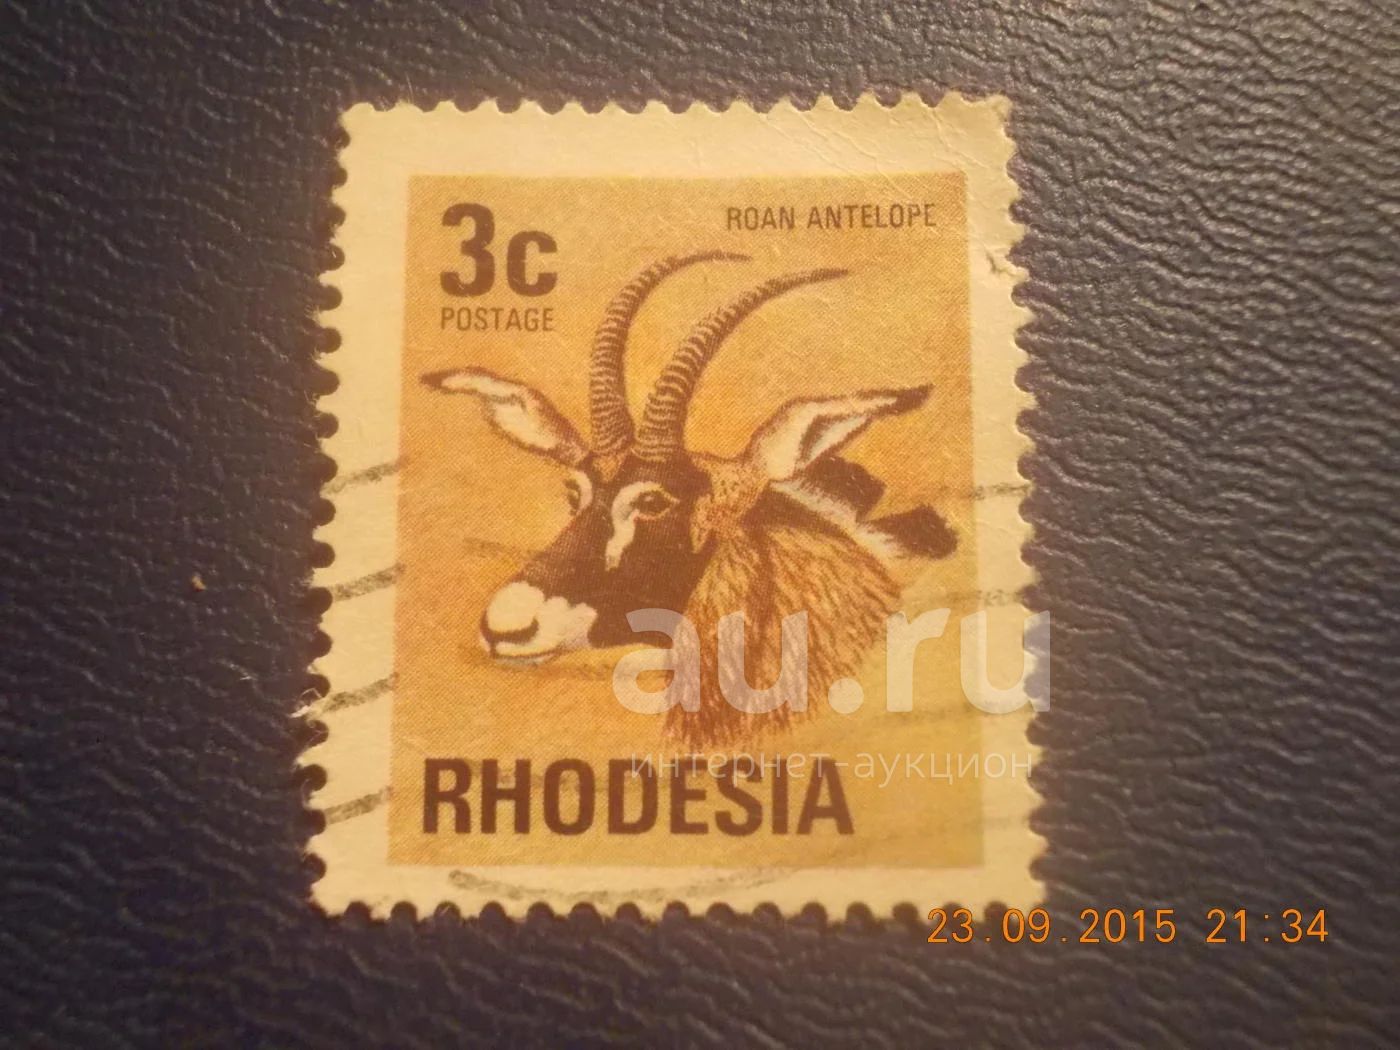 3c
POSTAGE
ROAN ANTELOPE
au.ru
интернет-аукцион
RHODESIA
23.09.2015 21:34